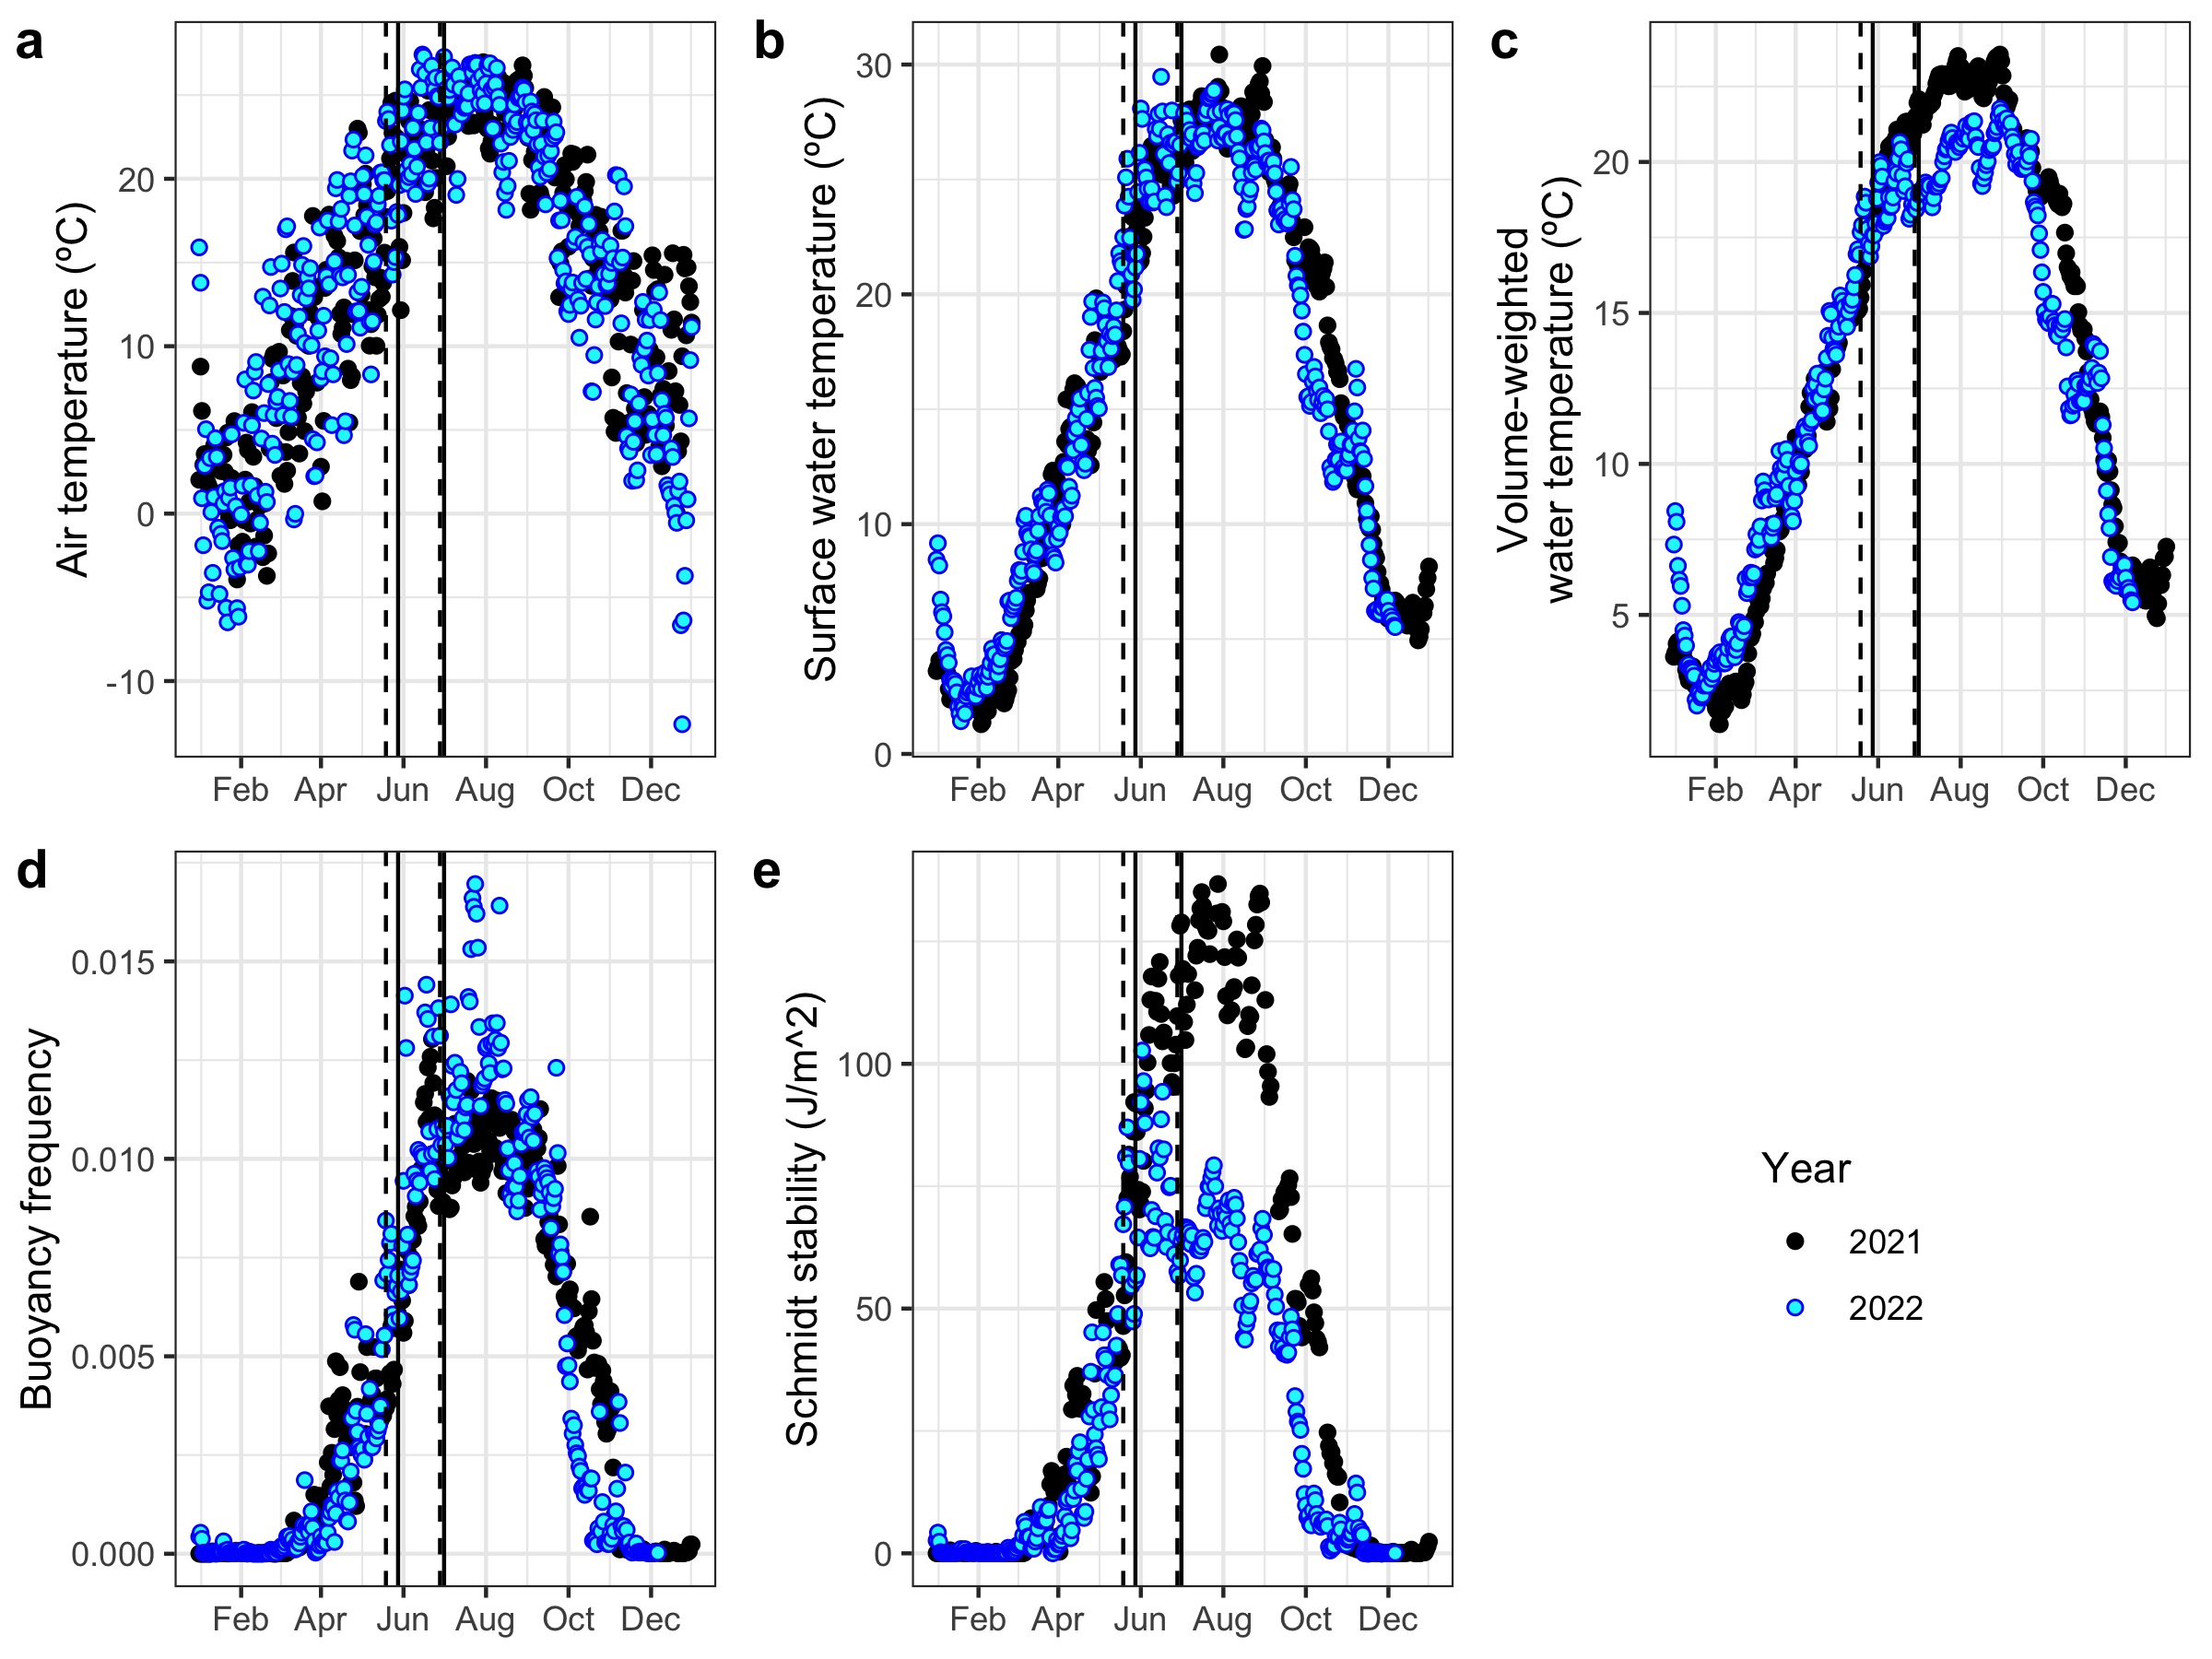 a
Air temperature (ºC)
20
10
0
-10
Feb Apr Jun Aug Oct Dec
b
Surface water temperature (ºC)
30
20
10
0
Feb Apr Jun Aug Oct Dec
c
Volume-weighted
water temperature (ºC)
20
15
10
5
Feb Apr Jun Aug Oct Dec
d
Buoyancy frequency
0.015
0.010
0.005
0.000
Feb Apr Jun Aug Oct Dec
e
Schmidt stability (J/m^2)
100
50
0
Feb Apr Jun Aug Oct Dec
Year
2021
2022